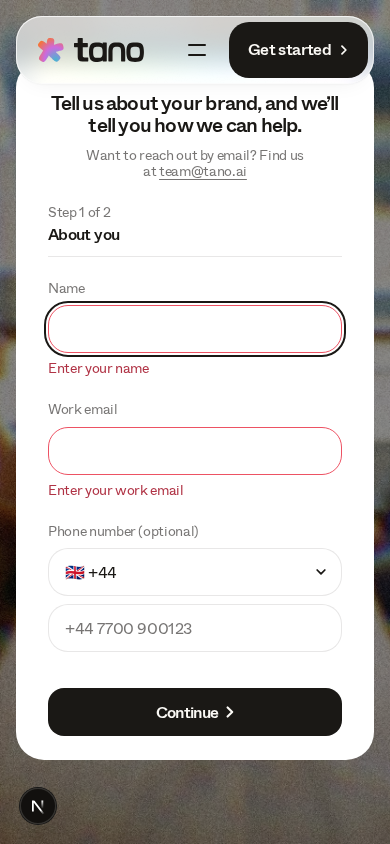 tano
Get started
Tell us about your brand, and we'll
tell you how we can help.
Want to reach out by email? Find us
at team@tano.ai
Step 1 of 2
About you
Name
Enter your name
Work email
Enter your work email
Phone number (optional)
🇬🇧 +44
+44 7700 900123
Continue
N